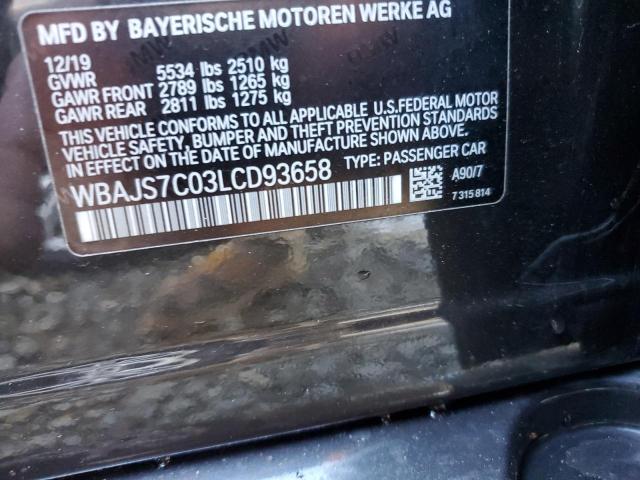 MFD BY BAYERISCHE MOTOREN WERKE AG
12/19
GVWR 5534 lbs 2510 kg
GAWR FRONT 2789 lbs 1265 kg
GAWR REAR 2811 lbs 1275 kg
THIS VEHICLE CONFORMS TO ALL APPLICABLE U.S.FEDERAL MOTOR
VEHICLE SAFETY, BUMPER AND THEFT PREVENTION STANDARDS
IN EFFECT ON THE DATE OF MANUFACTURE SHOWN ABOVE.
WBAJS7C03LCD93658 TYPE: PASSENGER CAR
A90/7
7 315 814